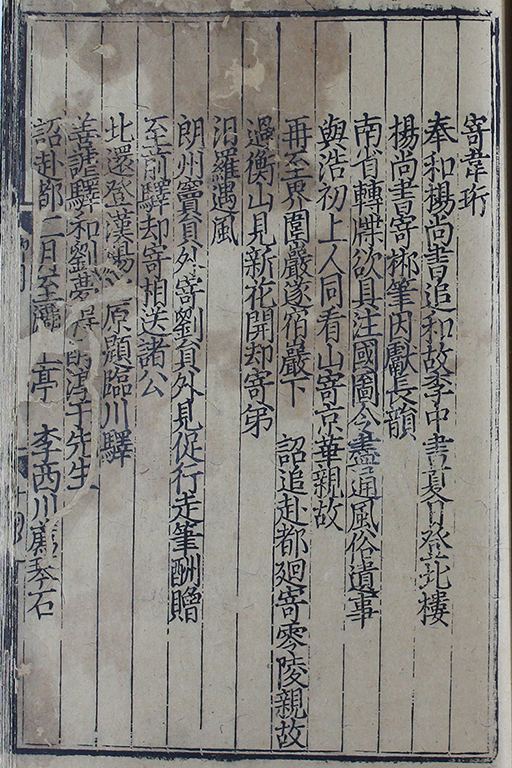 寄韋珩
奉和楊尚書追和故李中書夏日登北樓
楊尚書寄郴筆因獻長韻
南省轉牒欲具注國圖令盡通風俗遺事
與浩初上人同看山寄京華親故
再至界圍巖遂宿巖下 詔追赴都廻寄零陵親故
過衡山見新花開却寄弟
汨羅遇風
朗州竇員外寄劉員外見促行走筆酬贈
至前驛却寄相送諸公
北還登漢陽 原題臨川驛
善謔驛和劉夢 淳于先生
詔赴都二月至灞 亭 李西川薦琴石